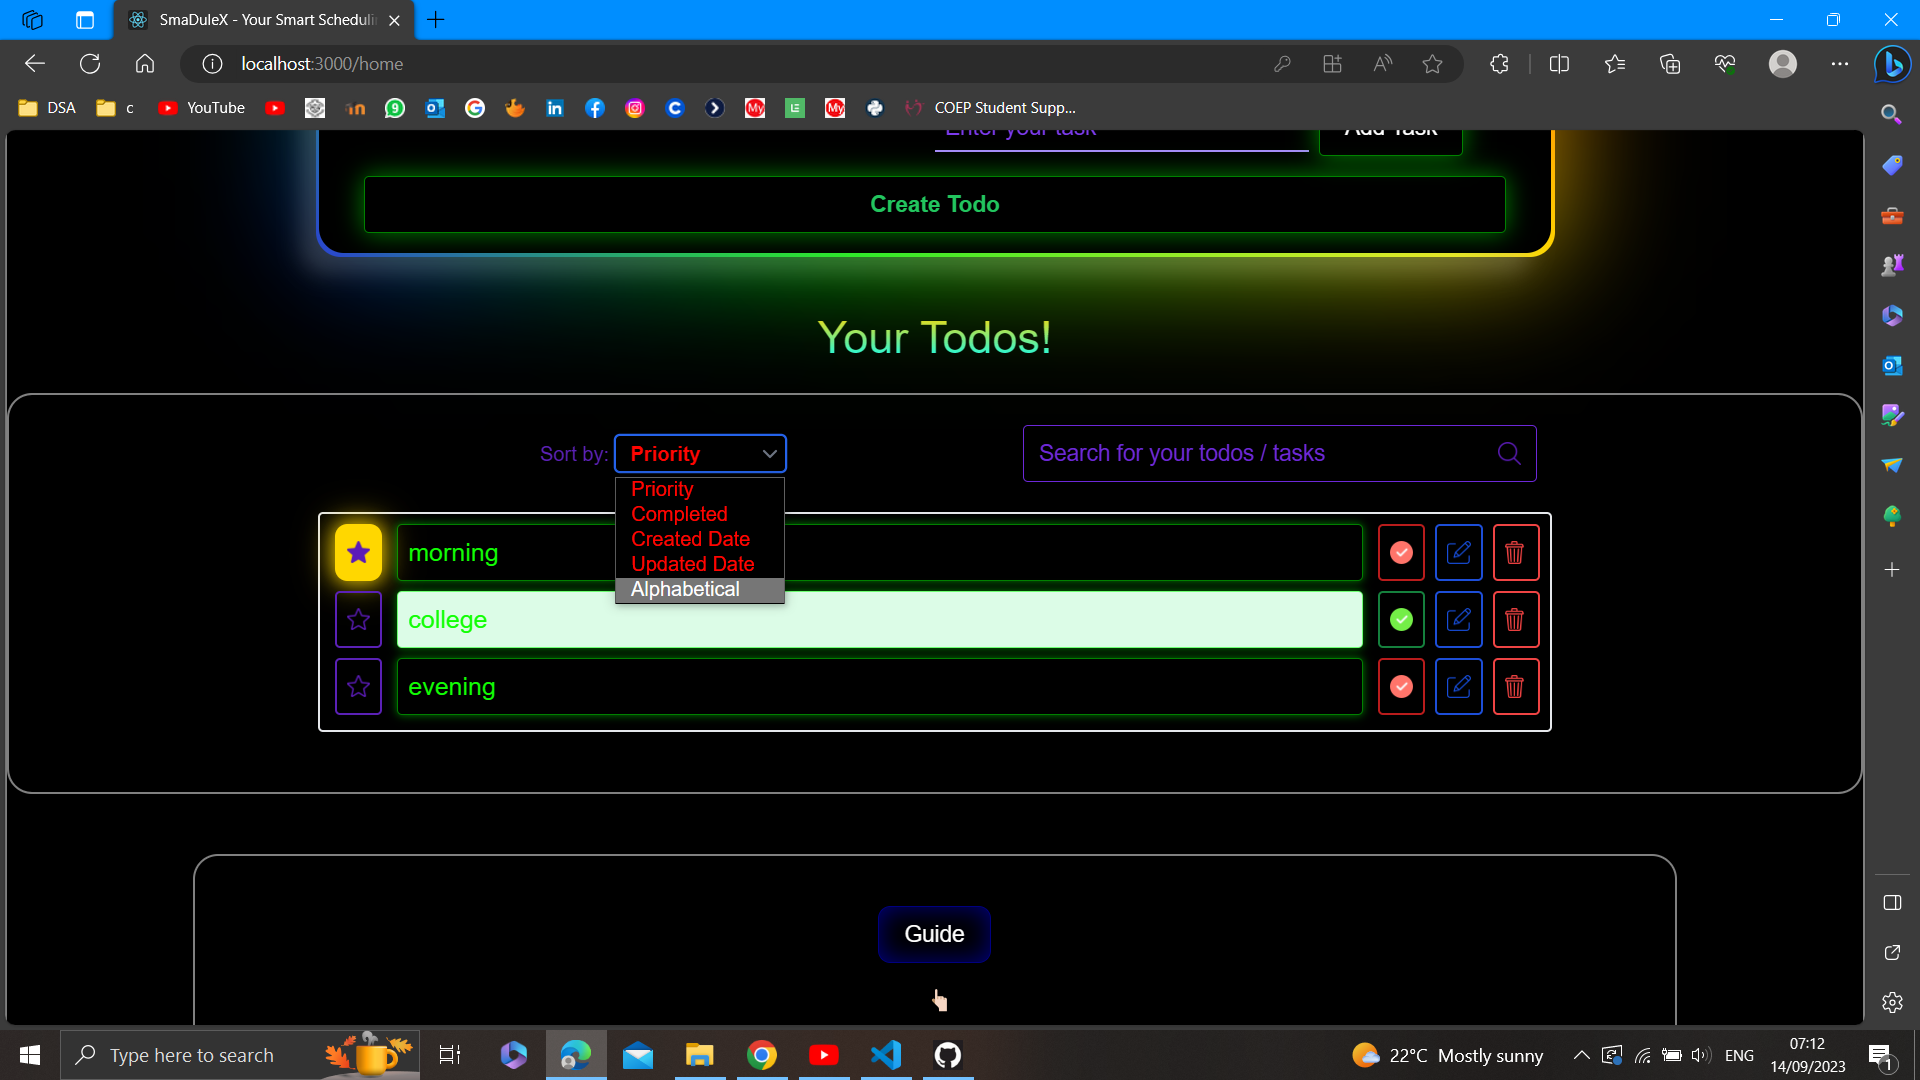 SmaDuleX - Your Smart Scheduli
localhost:3000/home
DSA
c
YouTube
COEP Student Supp...
Enter your task
Add Task
Create Todo
Your Todos!
Sort by: Priority
Search for your todos / tasks
Priority
Completed
Created Date
Updated Date
Alphabetical
morning
college
evening
Guide
Type here to search
22°C Mostly sunny
ENG
07:12
14/09/2023
1